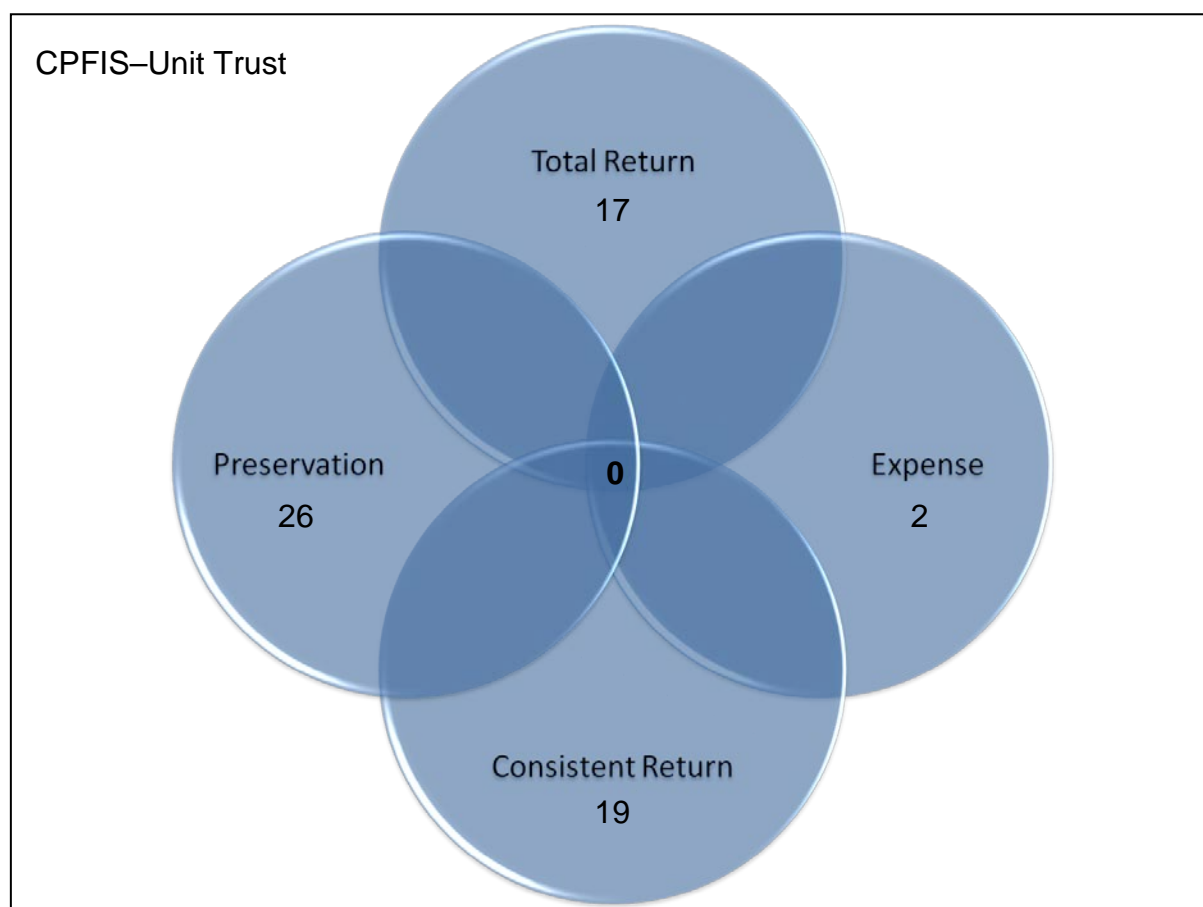 CPFIS–Unit Trust
Total Return
17
Preservation
26
0
Expense
2
Consistent Return
19